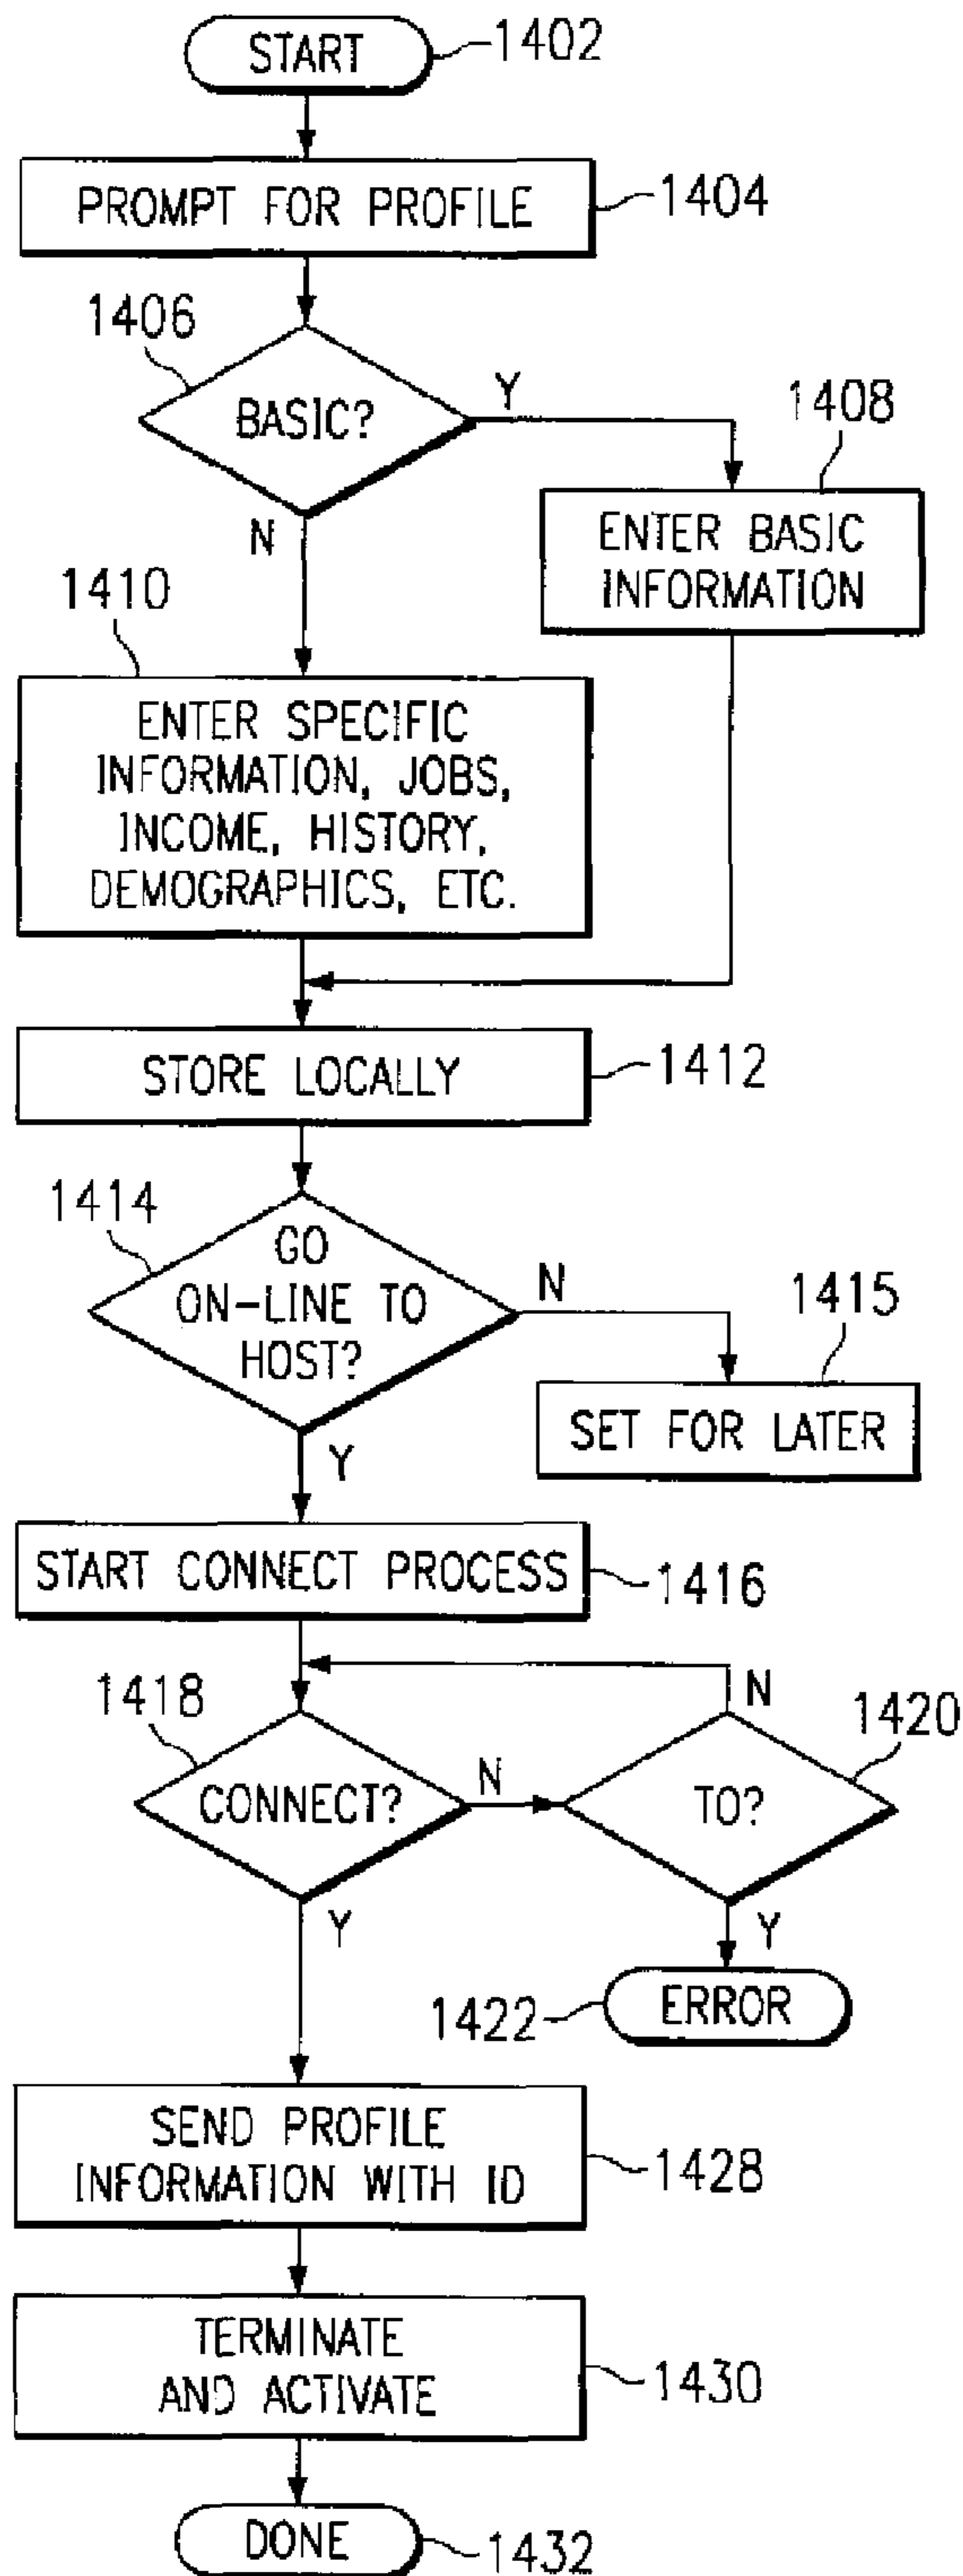 START
1402
PROMPT FOR PROFILE
1404
1406
BASIC?
Y
N
1408
ENTER BASIC
INFORMATION
1410
ENTER SPECIFIC
INFORMATION, JOBS,
INCOME, HISTORY,
DEMOGRAPHICS, ETC.
STORE LOCALLY
1412
1414
GO
ON-LINE TO
HOST?
N
Y
1415
SET FOR LATER
START CONNECT PROCESS
1416
1418
CONNECT?
N
Y
1420
TO?
N
Y
1422
ERROR
SEND PROFILE
INFORMATION WITH ID
1428
TERMINATE
AND ACTIVATE
1430
DONE
1432